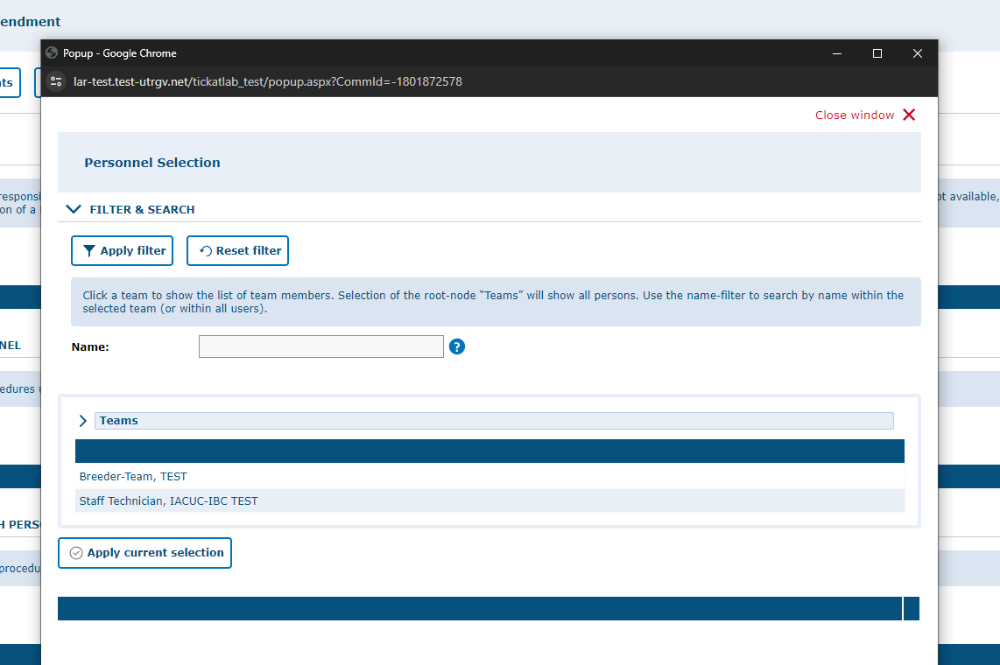 endment
Popup - Google Chrome
lar-test.test-utrgv.net/tickatlab_test/popup.aspx?CommId=-1801872578
nts
Close window
Personnel Selection
responsi
ot available,
on of a
FILTER & SEARCH
Apply filter
Reset filter
Click a team to show the list of team members. Selection of the root-node “Teams” will show all persons. Use the name-filter to search by name within the
selected team (or within all users).
NEL
Name:
?
edures
Teams
Breeder-Team, TEST
Staff Technician, IACUC-IBC TEST
H PERS
Apply current selection
procedu